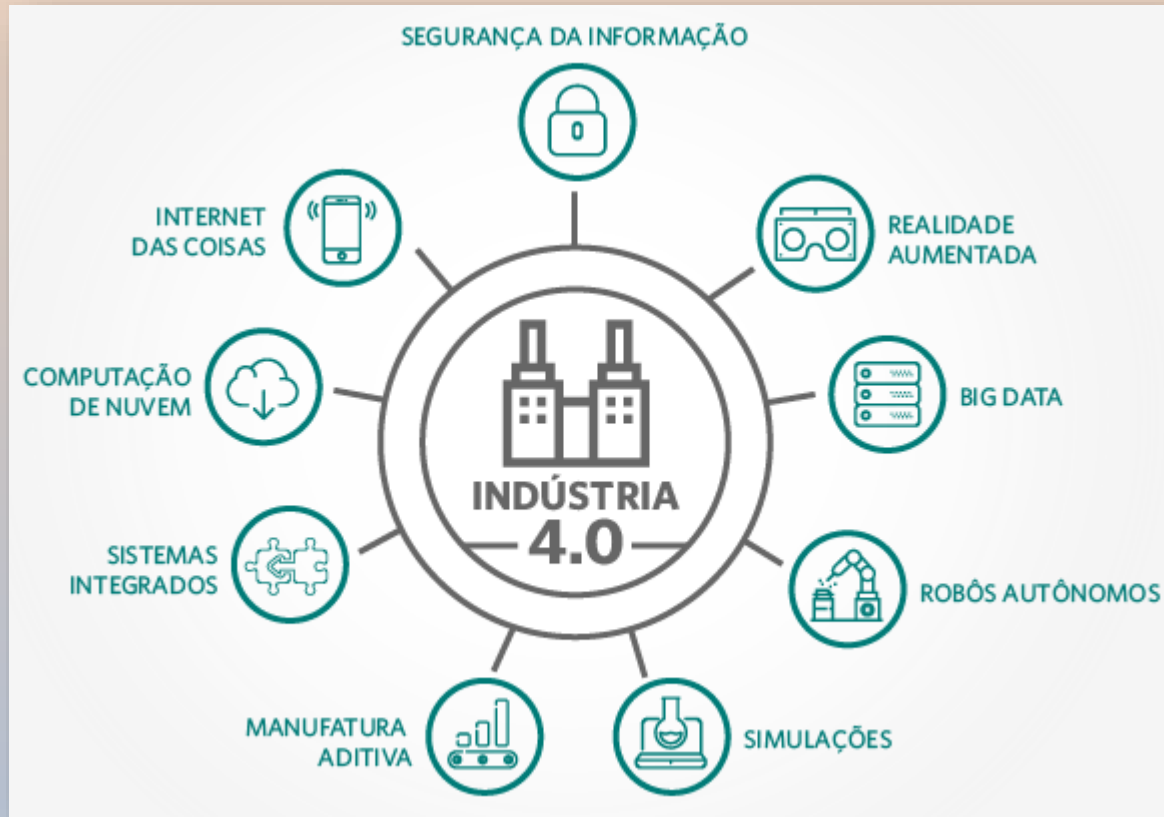 SEGURANÇA DA INFORMAÇÃO
INTERNET
DAS COISAS
REALIDADE
AUMENTADA
COMPUTAÇÃO
DE NUVEM
BIG DATA
INDÚSTRIA
4.0
SISTEMAS
INTEGRADOS
ROBÔS AUTÔNOMOS
MANUFATURA
ADITIVA
SIMULAÇÕES